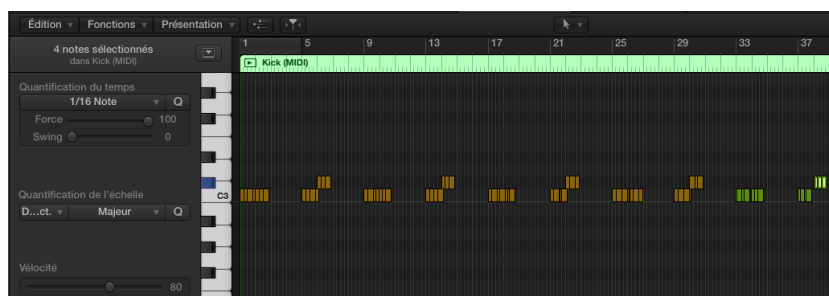 Édition Fonctions Présentation
4 notes sélectionnés
dans Kick (MIDI)
1 5 9 13 17 21 25 29 33 37
Kick (MIDI)
Quantification du temps
1/16 Note Q
Force 100
Swing 0
C3
Quantification de l'échelle
D...ct. Majeur Q
Vélocité
80